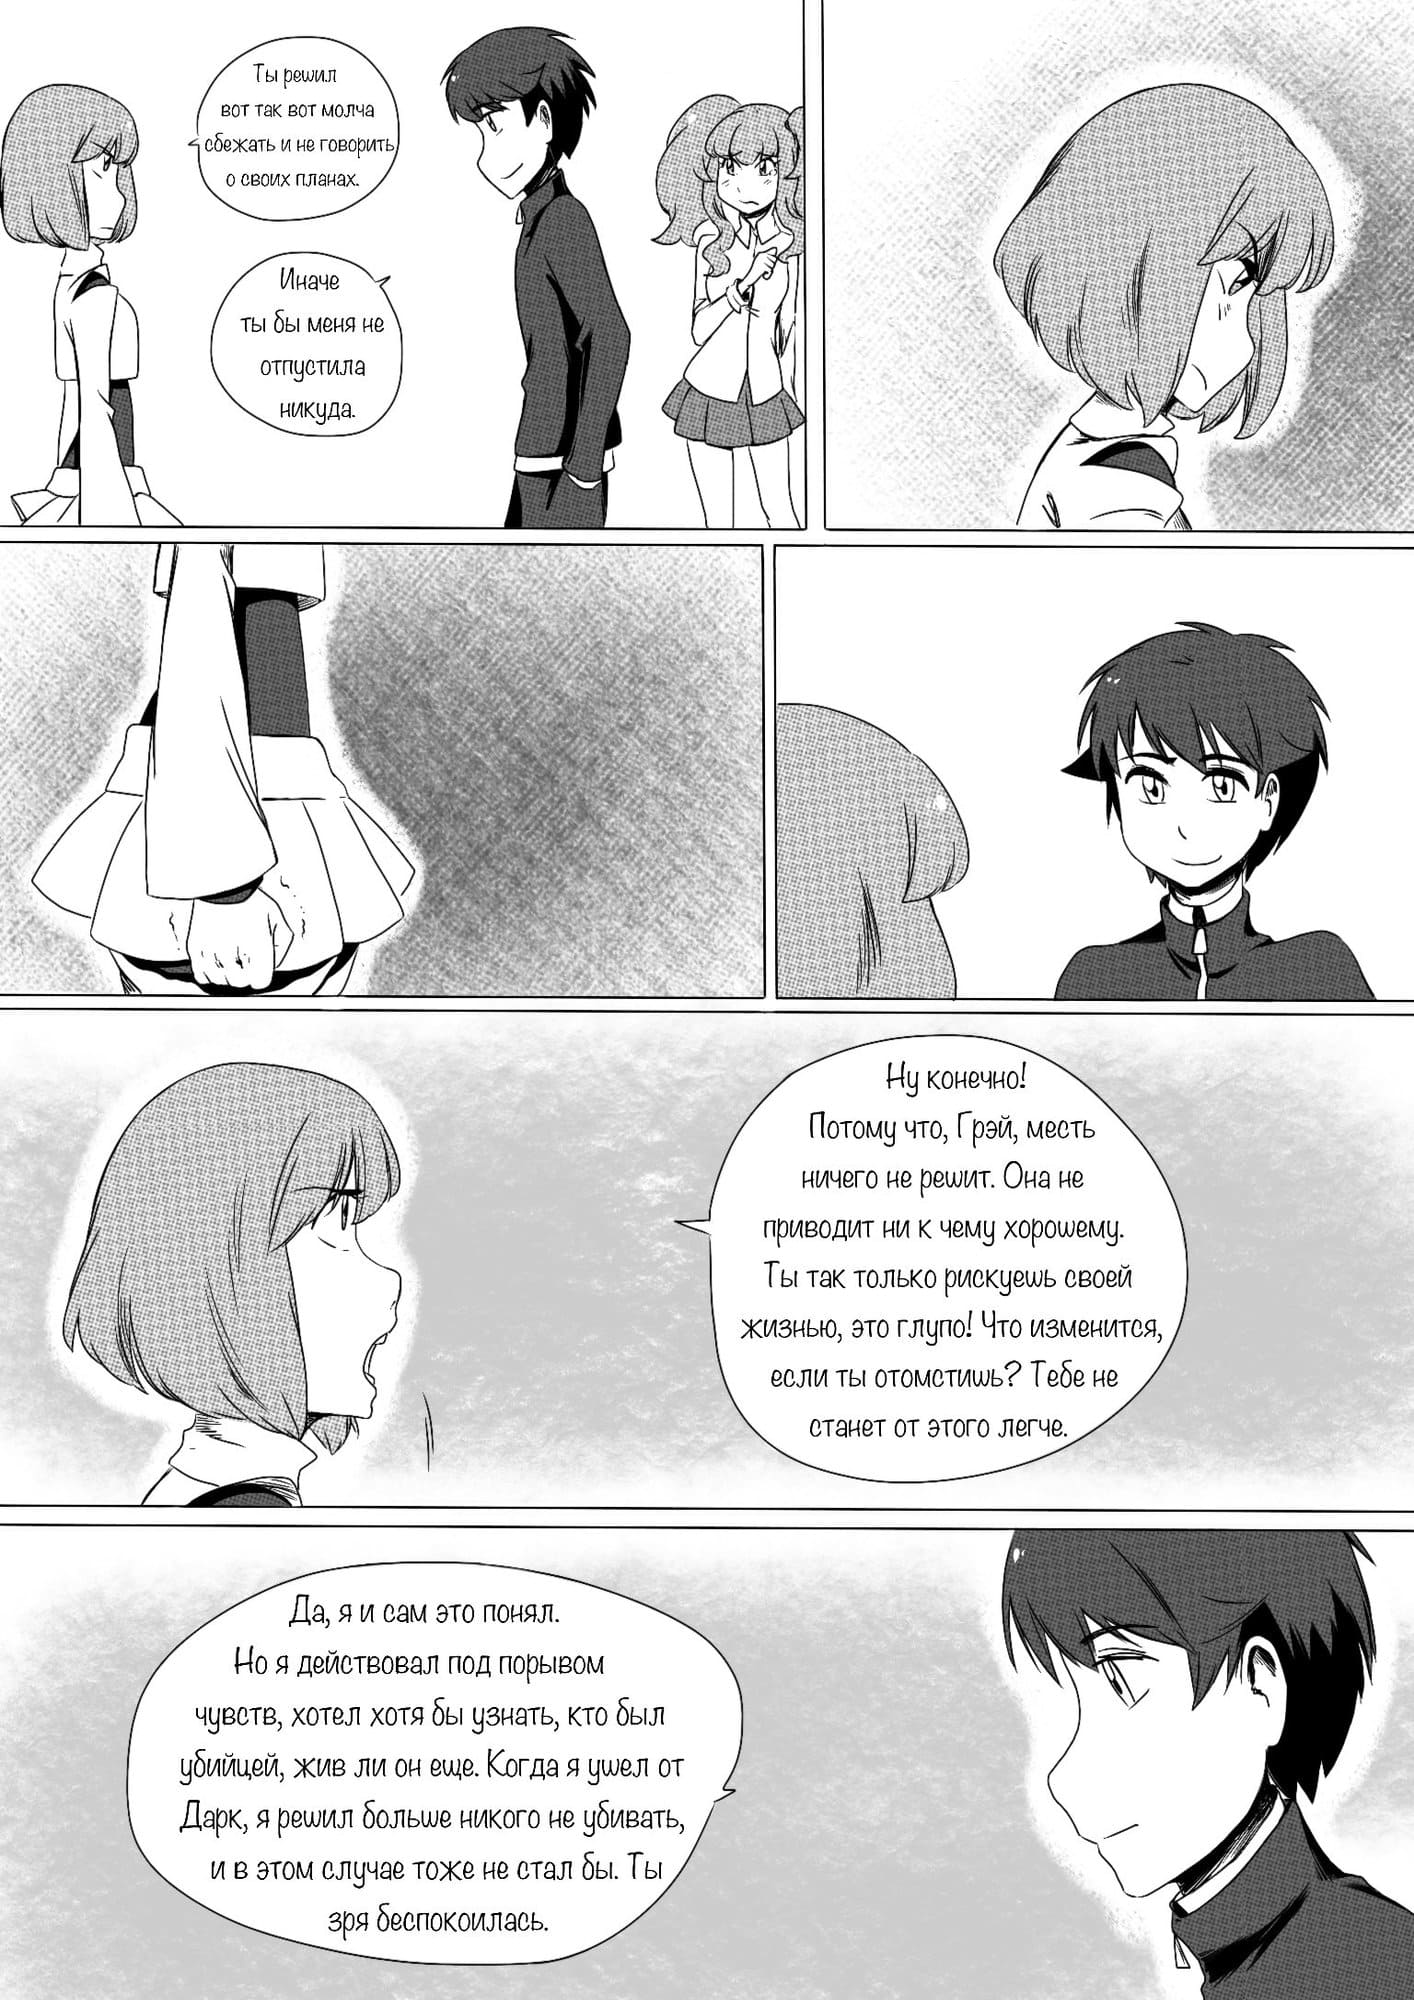 Ты решил
вот так вот молча
сбежать и не говорить
о своих планах.
Иначе
ты бы меня не
отпустила
никуда.
Ну конечно!
Потому что, Грэй, месть
ничего не решит. Она не
приводит ни к чему хорошему.
Ты так только рискуешь своей
жизнью, это глупо! Что изменится,
если ты отомстишь? Тебе не
станет от этого легче.
Да, я и сам это понял.
Но я действовал под порывом
чувств, хотел хотя бы узнать, кто был
убийцей, жив ли он еще. Когда я ушел от
Дарк, я решил больше никого не убивать,
и в этом случае тоже не стал бы. Ты
зря беспокоилась.